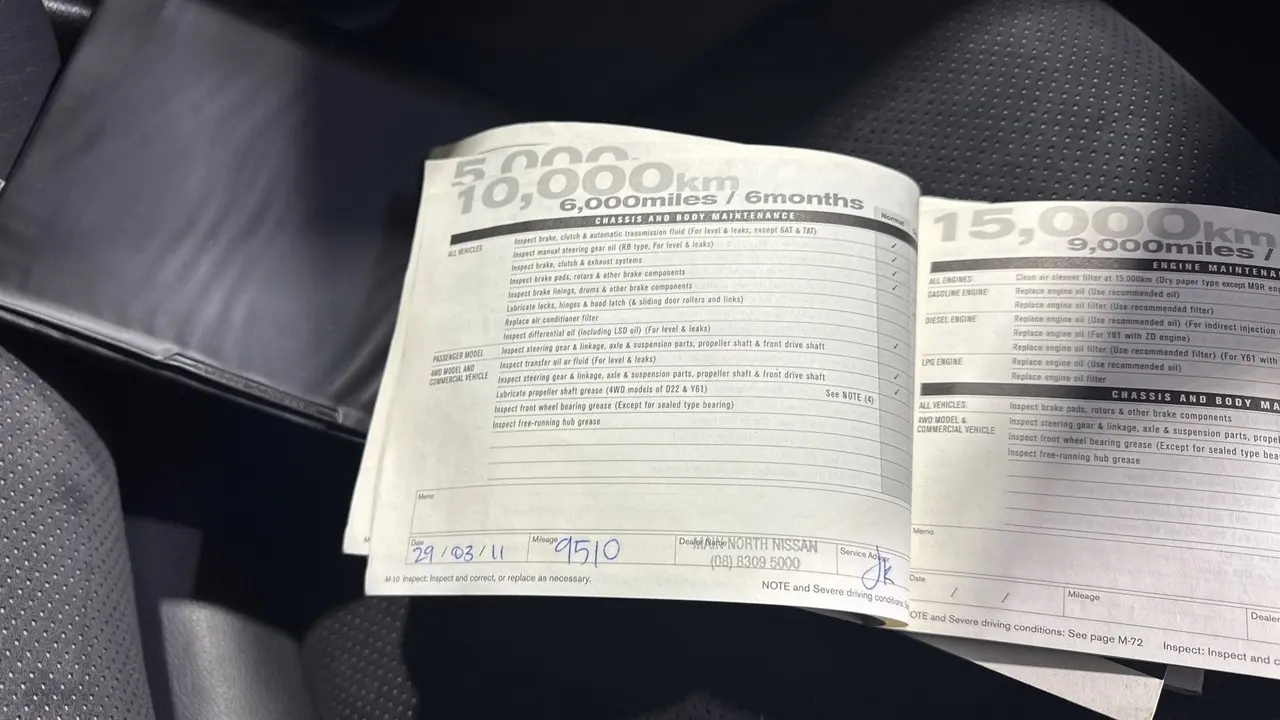 5,000
10,000km
6,000miles / 6months
CHASSIS AND BODY MAINTENANCE
Normal
ALL VEHICLES
Inspect brake, clutch & automatic transmission fluid (For level & leaks, except 6AT & 7AT) ✓
Inspect manual steering gear oil (RB type, For level & leaks) ✓
Inspect brake, clutch & exhaust systems ✓
Inspect brake pads, rotors & other brake components ✓
Inspect brake linings, drums & other brake components
Lubricate locks, hinges & hood latch (& sliding door rollers and links)
Replace air conditioner filter
Inspect differential oil (including LSD oil) (For level & leaks)
PASSENGER MODEL
Inspect steering gear & linkage, axle & suspension parts, propeller shaft & front drive shaft ✓
4WD MODEL AND
COMMERCIAL VEHICLE
Inspect transfer oil or fluid (For level & leaks)
Inspect steering gear & linkage, axle & suspension parts, propeller shaft & front drive shaft ✓
Lubricate propeller shaft grease (4WD models of D22 & Y61) See NOTE (4) ✓
Inspect front wheel bearing grease (Except for sealed type bearing)
Inspect free-running hub grease
Memo
Date
29/03/11
Mileage
9510
Dealer Name
MAIN NORTH NISSAN
(08) 8309 5000
Service
JK
M-10 Inspect: Inspect and correct, or replace as necessary.
NOTE and Severe driving conditions:
15,000km
9,000miles /
ENGINE MAINTENAN
ALL ENGINES
Clean air cleaner filter at 15.000km (Dry paper type except M9R eng
GASOLINE ENGINE
Replace engine oil (Use recommended oil)
Replace engine oil filter (Use recommended filter)
DIESEL ENGINE
Replace engine oil (Use recommended oil) (For indirect injection
Replace engine oil (For Y61 with ZD engine)
Replace engine oil filter (Use recommended filter) (For Y61 with
LPG ENGINE
Replace engine oil (Use recommended oil)
Replace engine oil filter
CHASSIS AND BODY MA
ALL VEHICLES
Inspect brake pads, rotors & other brake components
4WD MODEL &
COMMERCIAL VEHICLE
Inspect steering gear & linkage, axle & suspension parts, propel
Inspect front wheel bearing grease (Except for sealed type bea
Inspect free-running hub grease
Memo
Date
/ /
Mileage
Dealer
OTE and Severe driving conditions: See page M-72
Inspect: Inspect and c